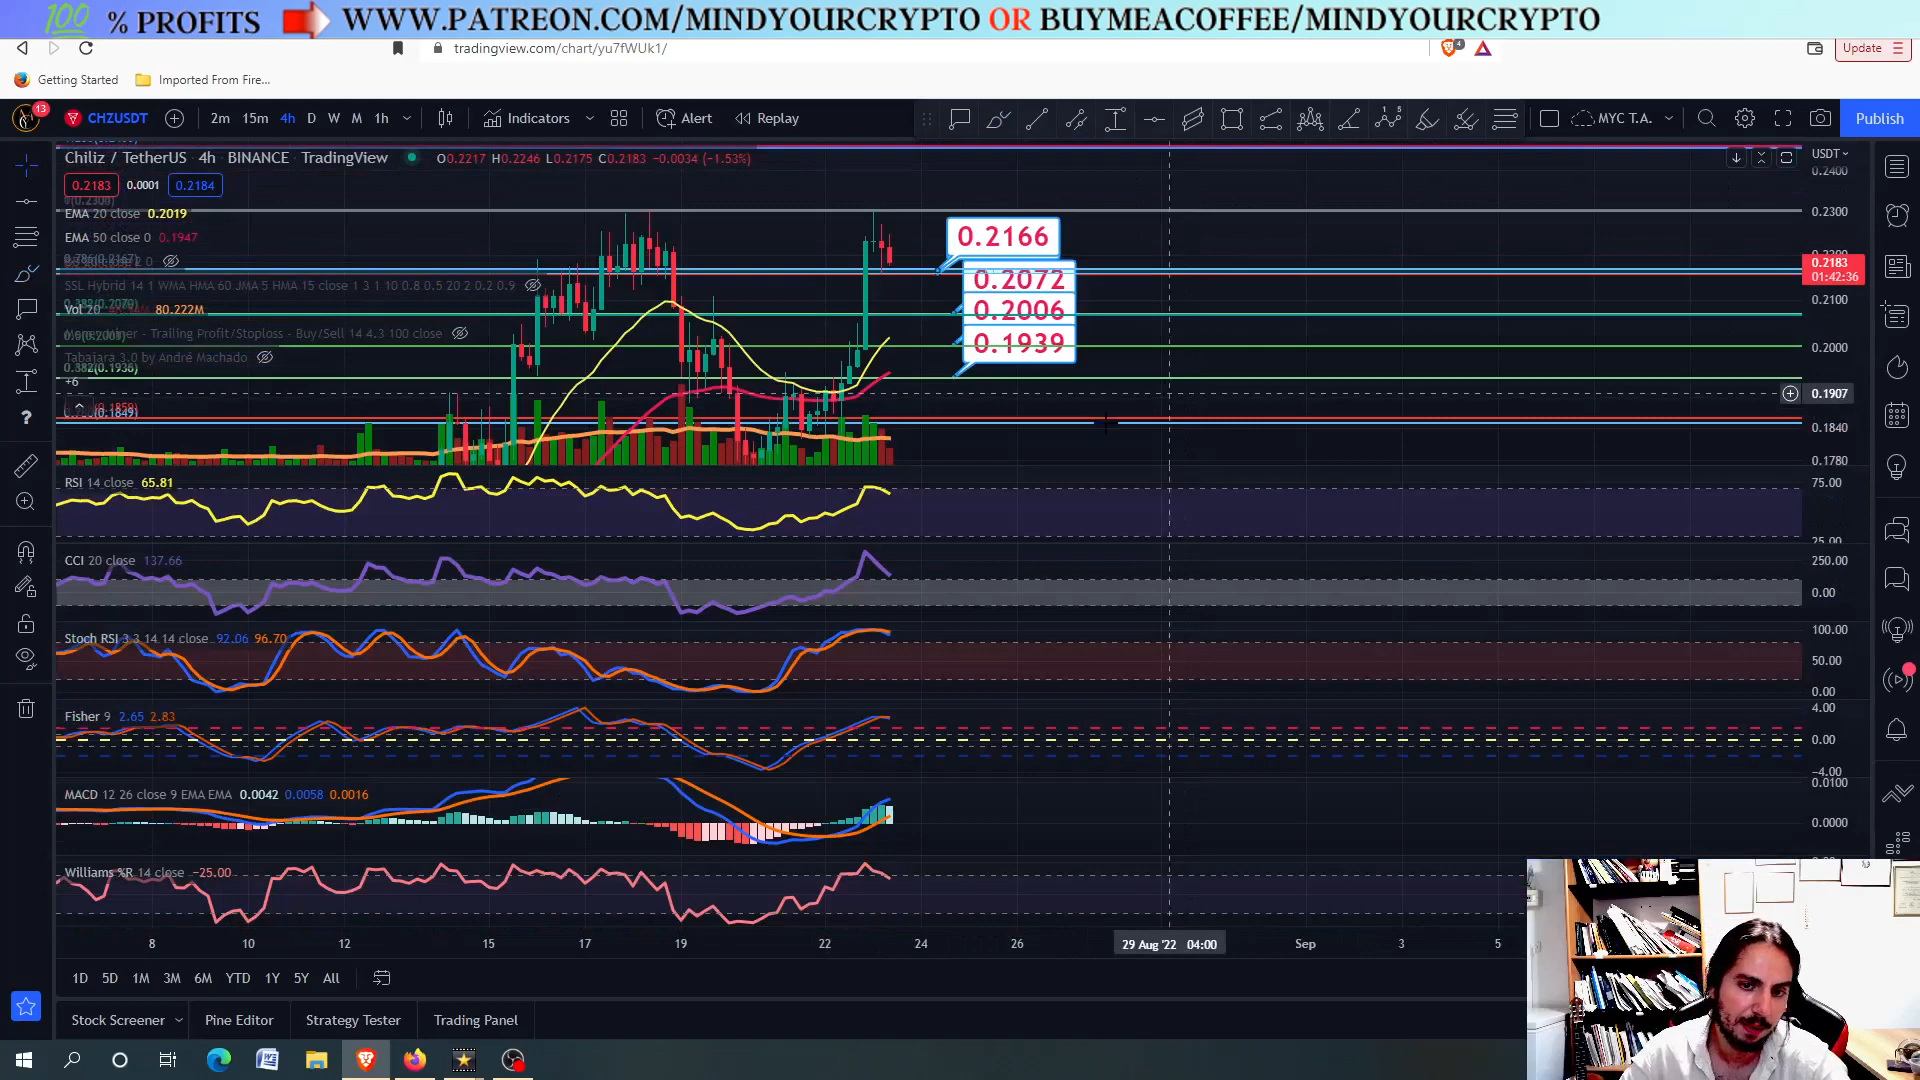 100 % PROFITS WWW.PATREON.COM/MINDYOURCRYPTO OR BUYMEACOFFEE/MINDYOURCRYPTO
tradingview.com/chart/yu7fWUk1/
4
Update
Getting Started
Imported From Fire...
13
CHZUSDT
2m 15m 4h D W M 1h
Indicators
Alert
Replay
MYC T.A.
Publish
Chiliz / TetherUS · 4h · BINANCE · TradingView
O0.2217 H0.2246 L0.2175 C0.2183 −0.0034 (−1.53%)
USDT
0.2400
0.2183 0.0001 0.2184
EMA 20 close 0.2019
0.2300
0.2166
EMA 50 close 0 0.1947
0.2200
0.2183
01:42:36
0.2072
SSL Hybrid 14 1 WMA HMA 60 JMA 5 HMA 15 close 1 3 1 10 0.8 0.5 20 2 0.2 0.9
0.2100
Vol 20 80.222M
0.2006
Trailing Profit/Stoploss - Buy/Sell 14 4.3 100 close
0.1939
0.2000
Tabajara 3.0 by André Machado
+6
0.1907
0.1840
0.1780
RSI 14 close 65.81
75.00
25.00
CCI 20 close 137.66
250.00
0.00
Stoch RSI 3 3 14 14 close 92.06 96.70
100.00
50.00
0.00
Fisher 9 2.65 2.83
4.00
0.00
−4.00
MACD 12 26 close 9 EMA EMA 0.0042 0.0058 0.0016
0.0100
0.0000
Williams %R 14 close −25.00
8 10 12 15 17 19 22 24 26 29 Aug '22 04:00 Sep 3 5
1D 5D 1M 3M 6M YTD 1Y 5Y All
Stock Screener
Pine Editor
Strategy Tester
Trading Panel